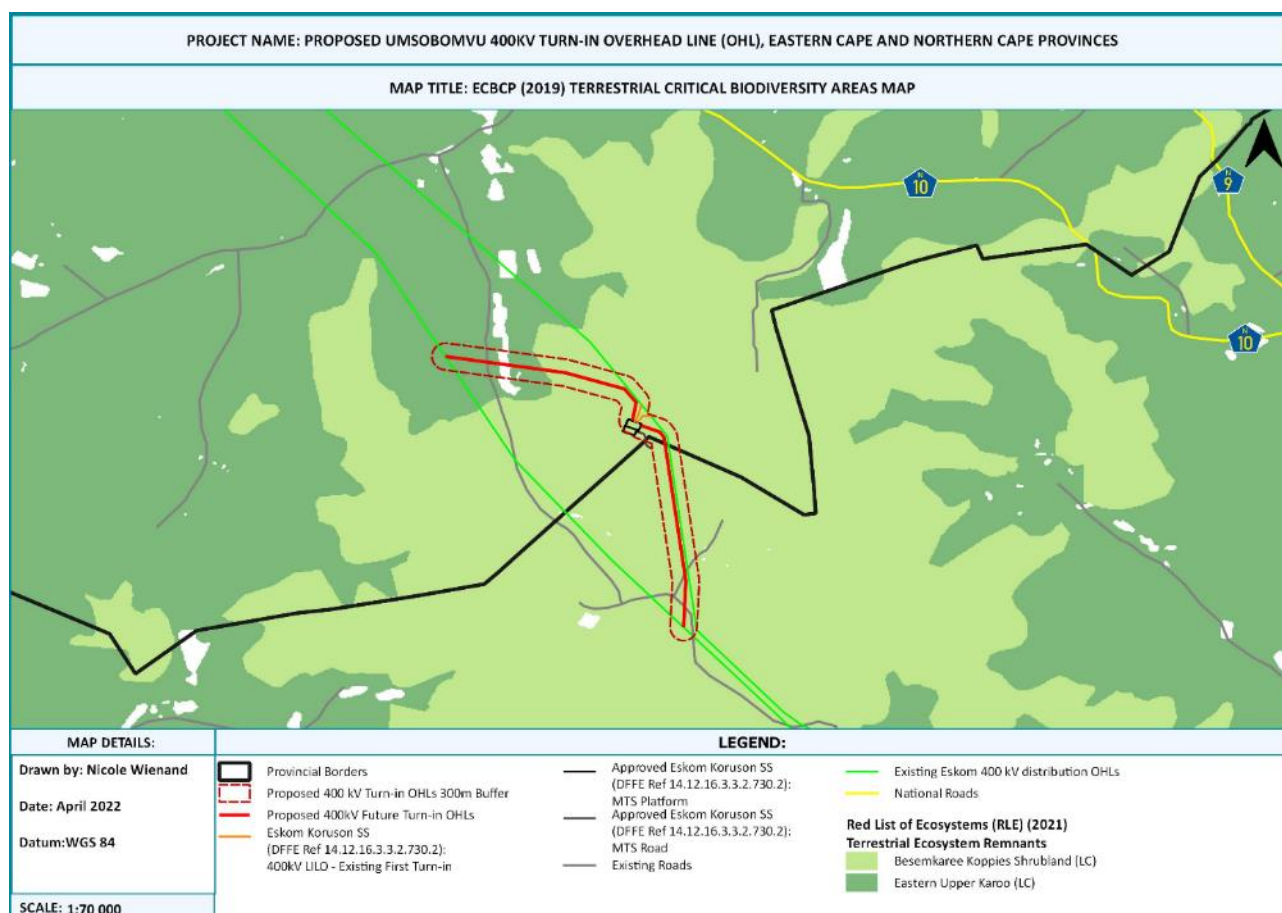 PROJECT NAME: PROPOSED UMSOBOMVU 400KV TURN-IN OVERHEAD LINE (OHL), EASTERN CAPE AND NORTHERN CAPE PROVINCES
MAP TITLE: ECBCP (2019) TERRESTRIAL CRITICAL BIODIVERSITY AREAS MAP
N
10
N
9
N
10
MAP DETAILS:
Drawn by: Nicole Wienand
Date: April 2022
Datum:WGS 84
SCALE: 1:70 000
LEGEND:
Provincial Borders
Proposed 400 kV Turn-in OHLs 300m Buffer
Proposed 400kV Future Turn-in OHLs
Eskom Koruson SS
(DFFE Ref 14.12.16.3.3.2.730.2):
400kV LILO - Existing First Turn-in
Approved Eskom Koruson SS
(DFFE Ref 14.12.16.3.3.2.730.2):
MTS Platform
Approved Eskom Koruson SS
(DFFE Ref 14.12.16.3.3.2.730.2):
MTS Road
Existing Roads
Existing Eskom 400 kV distribution OHLs
National Roads
Red List of Ecosystems (RLE) (2021)
Terrestrial Ecosystem Remnants
Besemkaree Koppies Shrubland (LC)
Eastern Upper Karoo (LC)